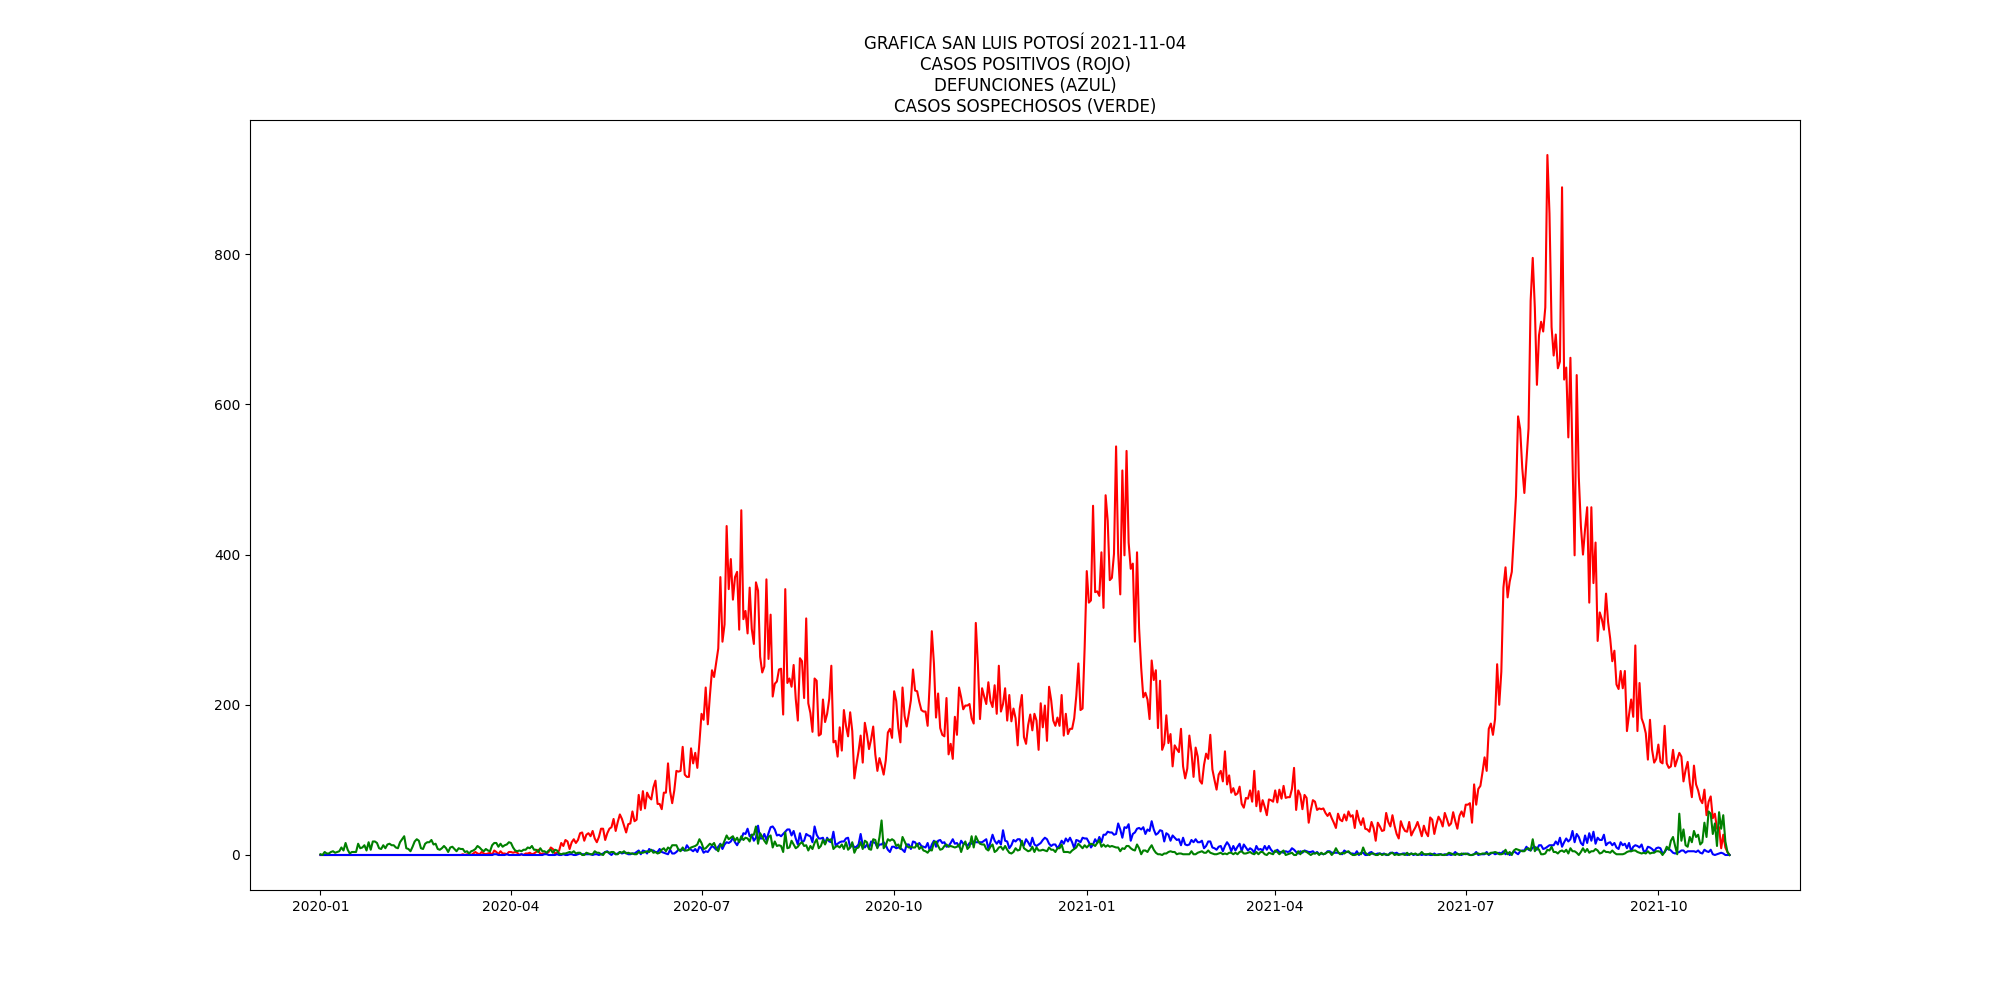 GRAFICA SAN LUIS POTOSÍ 2021-11-04
CASOS POSITIVOS (ROJO)
DEFUNCIONES (AZUL)
CASOS SOSPECHOSOS (VERDE)
800
600
400
200
0
2020-01 2020-04 2020-07 2020-10 2021-01 2021-04 2021-07 2021-10